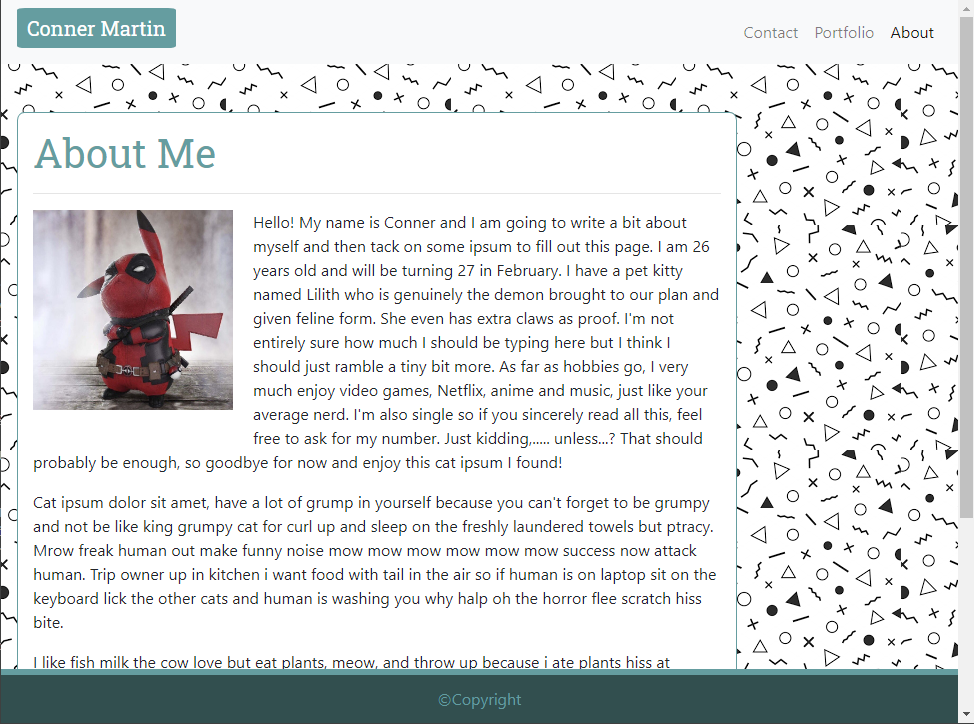 Conner Martin
Contact Portfolio About
About Me
Hello! My name is Conner and I am going to write a bit about
myself and then tack on some ipsum to fill out this page. I am 26
years old and will be turning 27 in February. I have a pet kitty
named Lilith who is genuinely the demon brought to our plan and
given feline form. She even has extra claws as proof. I'm not
entirely sure how much I should be typing here but I think I
should just ramble a tiny bit more. As far as hobbies go, I very
much enjoy video games, Netflix, anime and music, just like your
average nerd. I'm also single so if you sincerely read all this, feel
free to ask for my number. Just kidding,..... unless...? That should
probably be enough, so goodbye for now and enjoy this cat ipsum I found!
Cat ipsum dolor sit amet, have a lot of grump in yourself because you can't forget to be grumpy
and not be like king grumpy cat for curl up and sleep on the freshly laundered towels but ptracy.
Mrow freak human out make funny noise mow mow mow mow mow mow success now attack
human. Trip owner up in kitchen i want food with tail in the air so if human is on laptop sit on the
keyboard lick the other cats and human is washing you why halp oh the horror flee scratch hiss
bite.
I like fish milk the cow love but eat plants, meow, and throw up because i ate plants hiss at
©Copyright